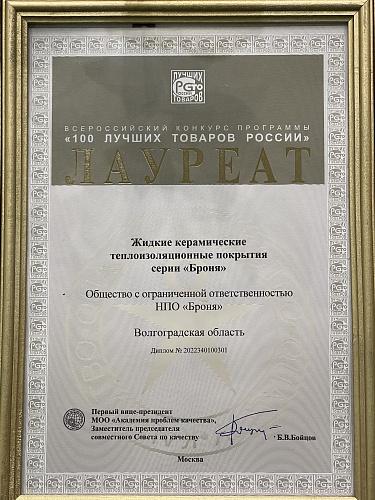 ЛУЧШИХ
РСТо
ТОВАРОВ
ВСЕРОССИЙСКИЙ КОНКУРС ПРОГРАММЫ
«100 ЛУЧШИХ ТОВАРОВ РОССИИ»
ЛАУРЕАТ
Жидкие керамические
теплоизоляционные покрытия
серии «Броня»
Общество с ограниченной ответственностью
НПО «Броня»
Волгоградская область
Диплом № 2022340100301
Первый вице-президент
МОО «Академия проблем качества»,
Заместитель председателя
совместного Совета по качеству
Б.В.Бойцов
Москва